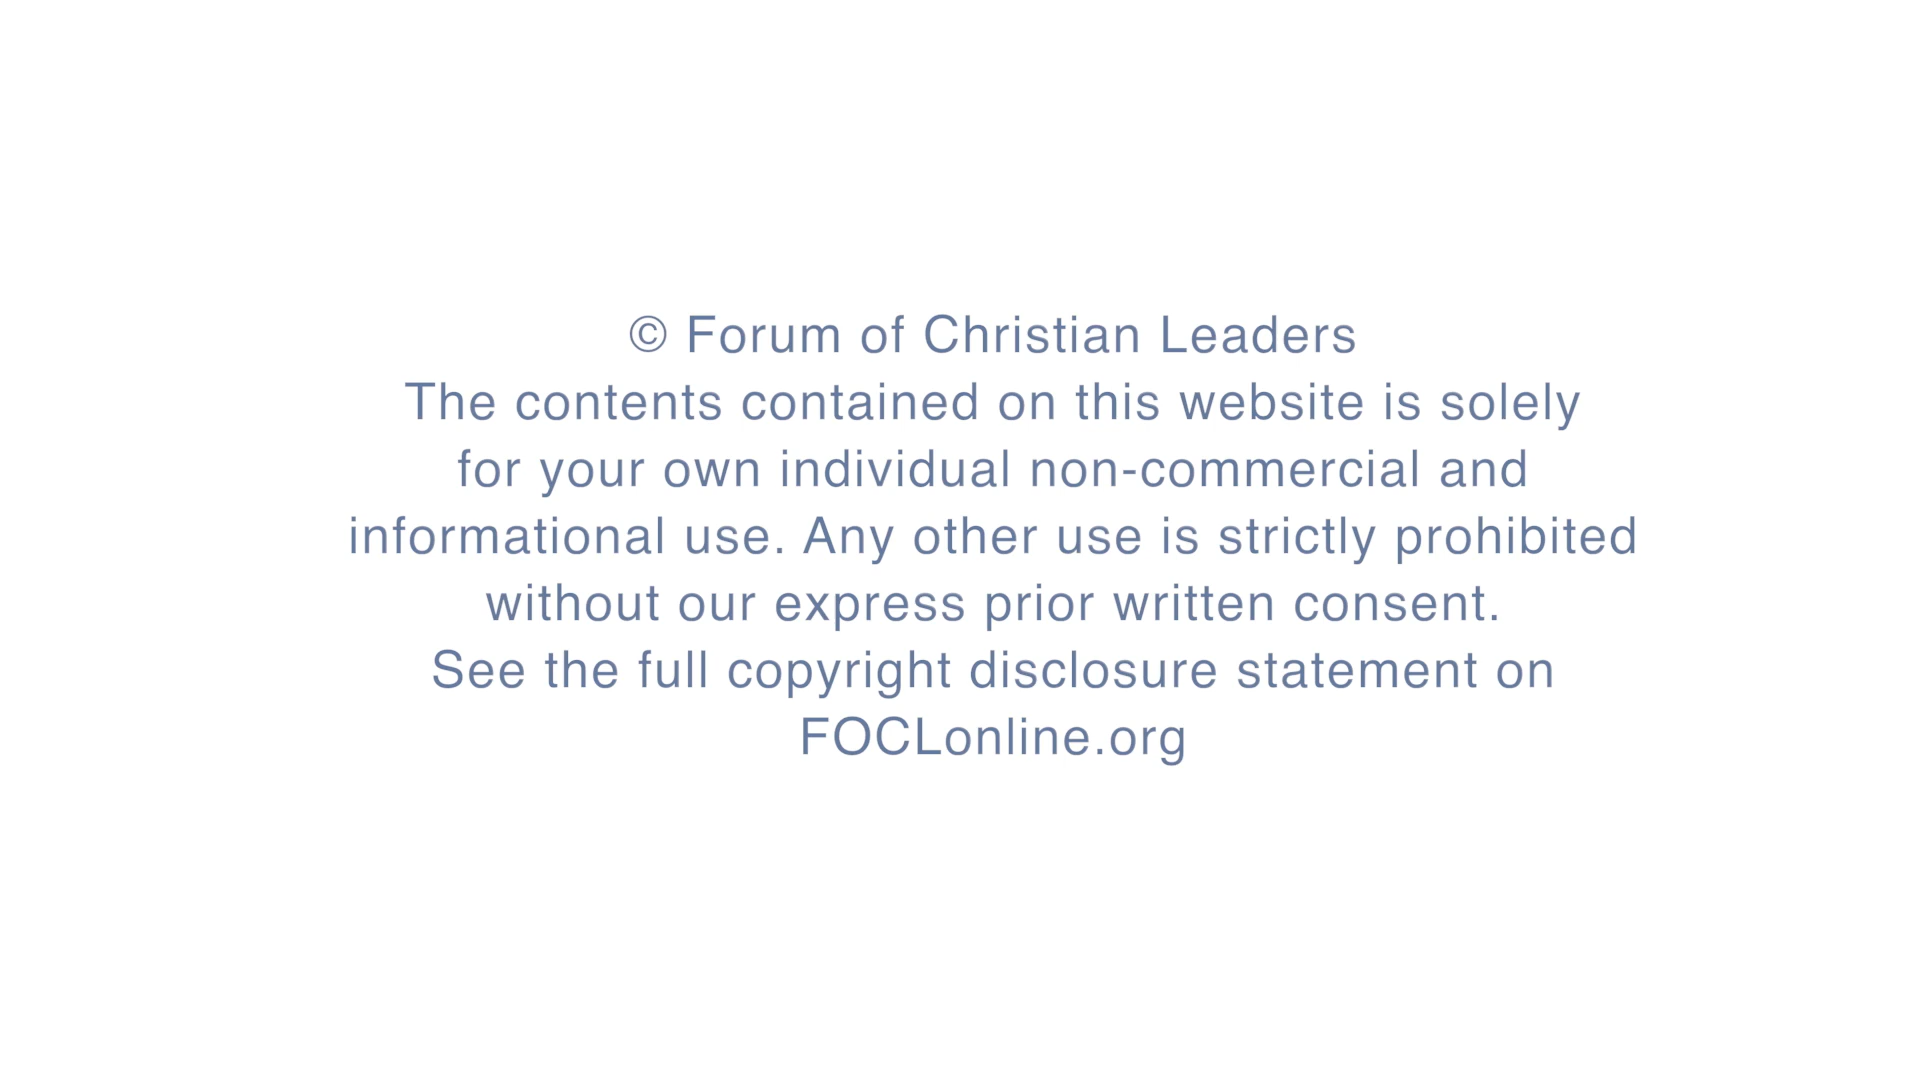 © Forum of Christian Leaders
The contents contained on this website is solely
for your own individual non-commercial and
informational use. Any other use is strictly prohibited
without our express prior written consent.
See the full copyright disclosure statement on
FOCLonline.org